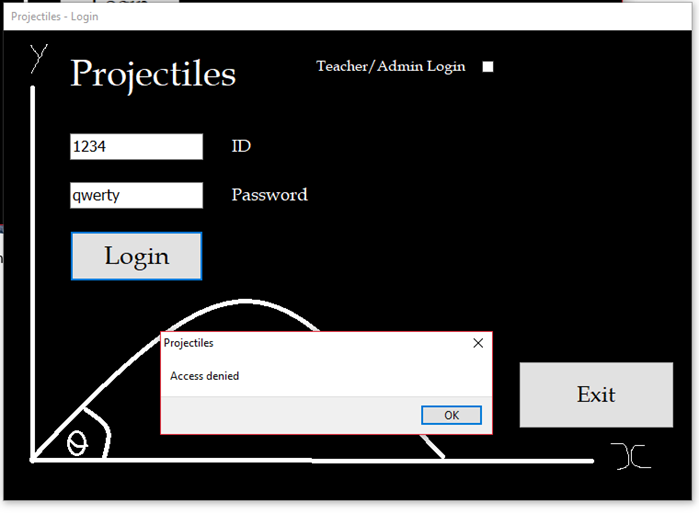 Projectiles - Login
y
Projectiles
Teacher/Admin Login
1234
ID
qwerty
Password
Login
Projectiles
Access denied
OK
Exit
θ
x